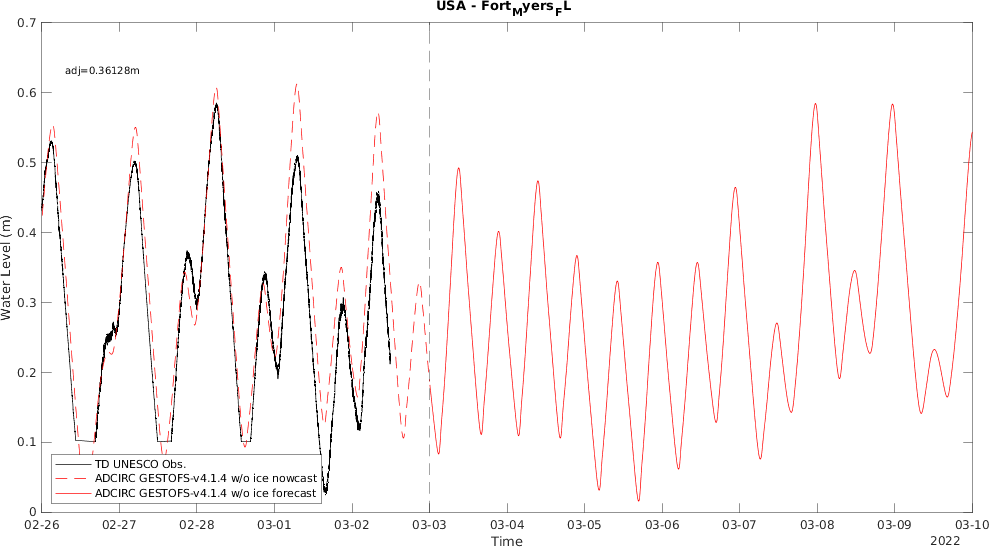 USA - Fort_Myers_FL
adj=0.36128m
0.7
0.6
0.5
0.4
0.3
0.2
0.1
0
Water Level (m)
TD UNESCO Obs.
ADCIRC GESTOFS-v4.1.4 w/o ice nowcast
ADCIRC GESTOFS-v4.1.4 w/o ice forecast
02-26 02-27 02-28 03-01 03-02 03-03 03-04 03-05 03-06 03-07 03-08 03-09 03-10
Time
2022